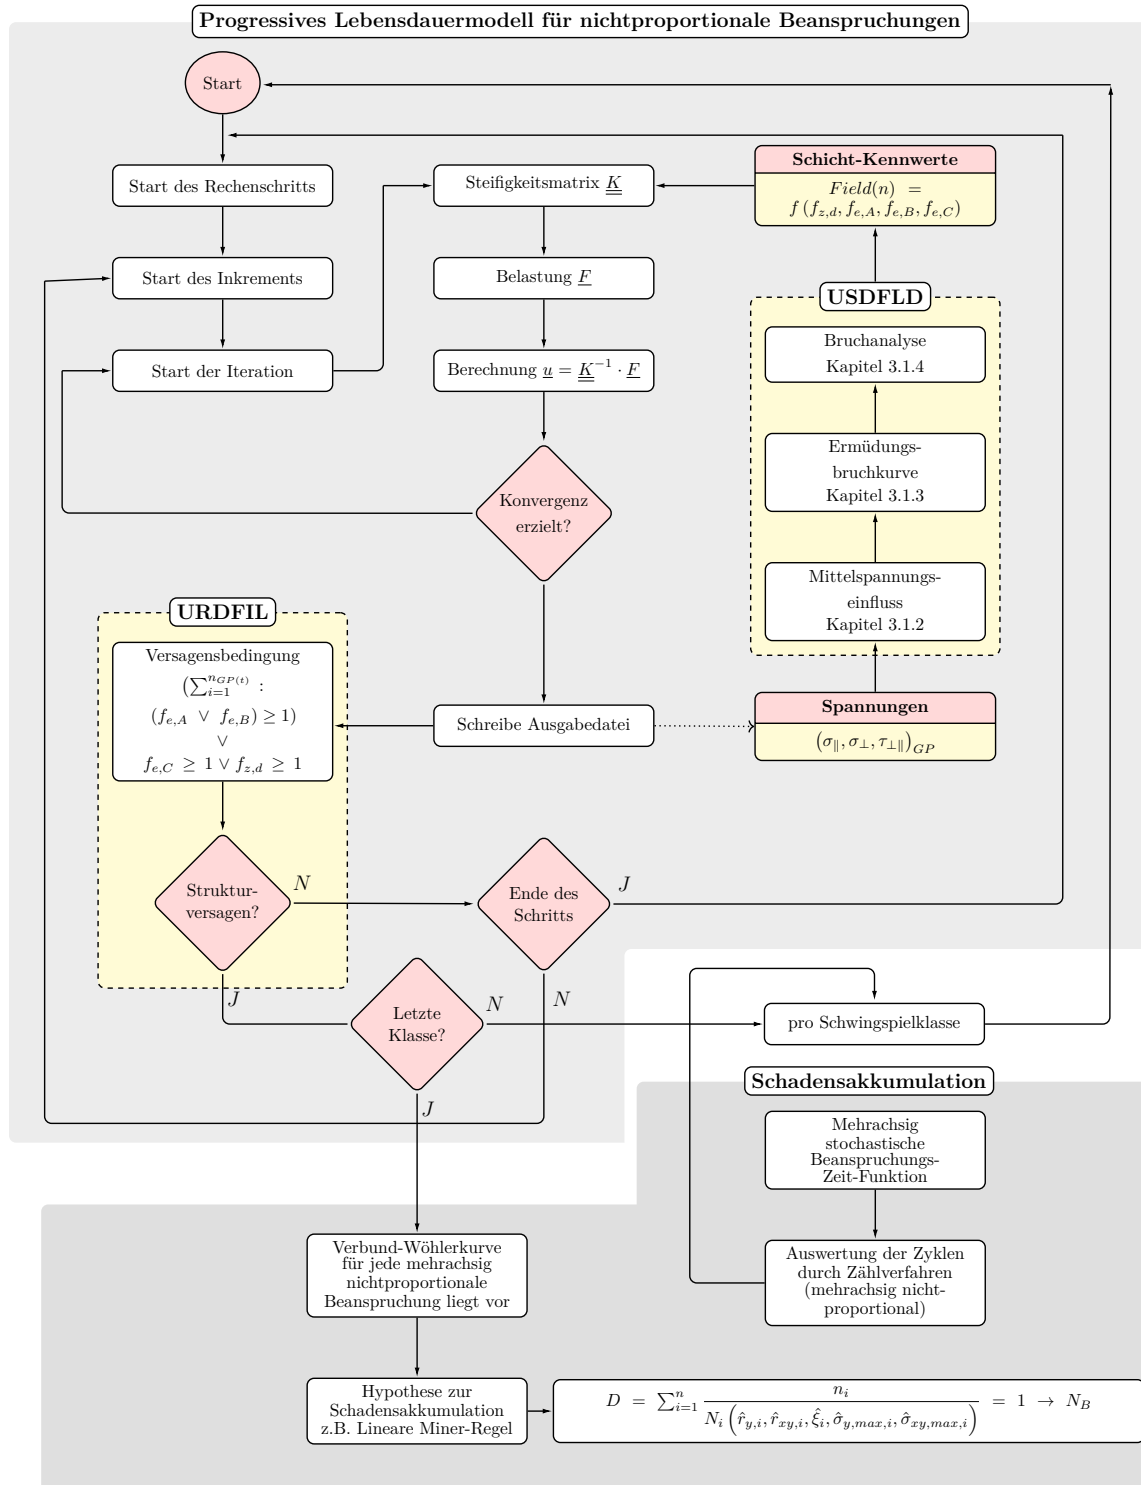 Progressives Lebensdauermodell für nichtproportionale Beanspruchungen
Start
Start des Rechenschritts
Start des Inkrements
Start der Iteration
Steifigkeitsmatrix K
Belastung F
Berechnung u = K⁻¹ · F
Konvergenz
erzielt?
Schicht-Kennwerte
Field(n) =
f (f_{z,d}, f_{e,A}, f_{e,B}, f_{e,C})
USDFLD
Bruchanalyse
Kapitel 3.1.4
Ermüdungs-
bruchkurve
Kapitel 3.1.3
Mittelspannungs-
einfluss
Kapitel 3.1.2
Spannungen
(σ_∥, σ_⊥, τ_{⊥∥})_{GP}
URDFIL
Versagensbedingung
(∑_{i=1}^{n_{GP(t)}} :
(f_{e,A} ∨ f_{e,B}) ≥ 1)
∨
f_{e,C} ≥ 1 ∨ f_{z,d} ≥ 1
Schreibe Ausgabedatei
Struktur-
versagen?
N
J
Ende des
Schritts
J
N
Letzte
Klasse?
N
J
pro Schwingspielklasse
Schadensakkumulation
Mehrachsig
stochastische
Beanspruchungs-
Zeit-Funktion
Auswertung der Zyklen
durch Zählverfahren
(mehrachsig nicht-
proportional)
Verbund-Wöhlerkurve
für jede mehrachsig
nichtproportionale
Beanspruchung liegt vor
Hypothese zur
Schadensakkumulation
z.B. Lineare Miner-Regel
D = ∑_{i=1}^{n} n_i / N_i (r̂_{y,i}, r̂_{xy,i}, ξ̂_i, σ̂_{y,max,i}, σ̂_{xy,max,i}) = 1 → N_B